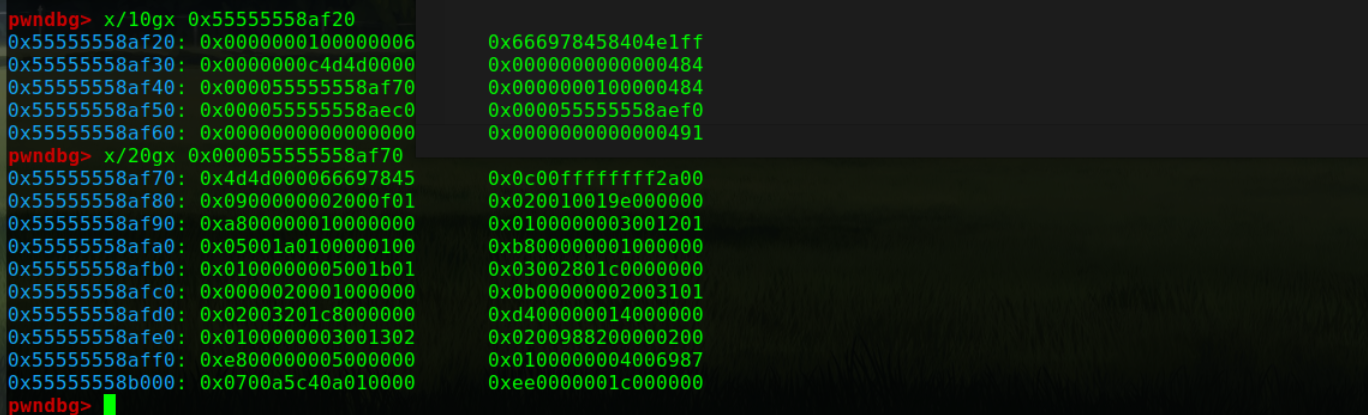 pwndbg> x/10gx 0x55555558af20
0x55555558af20: 0x0000000100000006 0x666978458404e1ff
0x55555558af30: 0x0000000c4d4d0000 0x0000000000000484
0x55555558af40: 0x000055555558af70 0x0000000100000484
0x55555558af50: 0x000055555558aec0 0x000055555558aef0
0x55555558af60: 0x0000000000000000 0x0000000000000491
pwndbg> x/20gx 0x000055555558af70
0x55555558af70: 0x4d4d000066697845 0x0c00ffffffff2a00
0x55555558af80: 0x0900000002000f01 0x020010019e000000
0x55555558af90: 0xa800000010000000 0x0100000003001201
0x55555558afa0: 0x05001a0100000100 0xb800000001000000
0x55555558afb0: 0x0100000005001b01 0x03002801c0000000
0x55555558afc0: 0x0000020001000000 0x0b00000002003101
0x55555558afd0: 0x02003201c8000000 0xd400000014000000
0x55555558afe0: 0x0100000003001302 0x0200988200000200
0x55555558aff0: 0xe800000005000000 0x0100000004006987
0x55555558b000: 0x0700a5c40a010000 0xee0000001c000000
pwndbg>